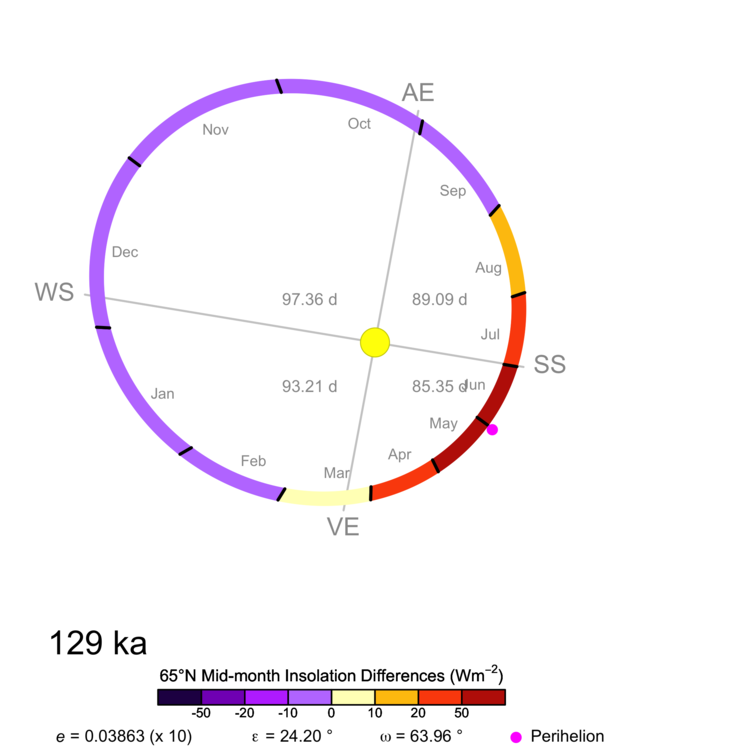 AE
Nov
Oct
Sep
Dec
Aug
WS
97.36 d
89.09 d
Jul
SS
93.21 d
85.35 d
Jun
Jan
May
Feb
Mar
Apr
VE
129 ka
65°N Mid-month Insolation Differences (Wm⁻²)
-50 -20 -10 0 10 20 50
e = 0.03863 (x 10) ε = 24.20 ° ω = 63.96 ° Perihelion